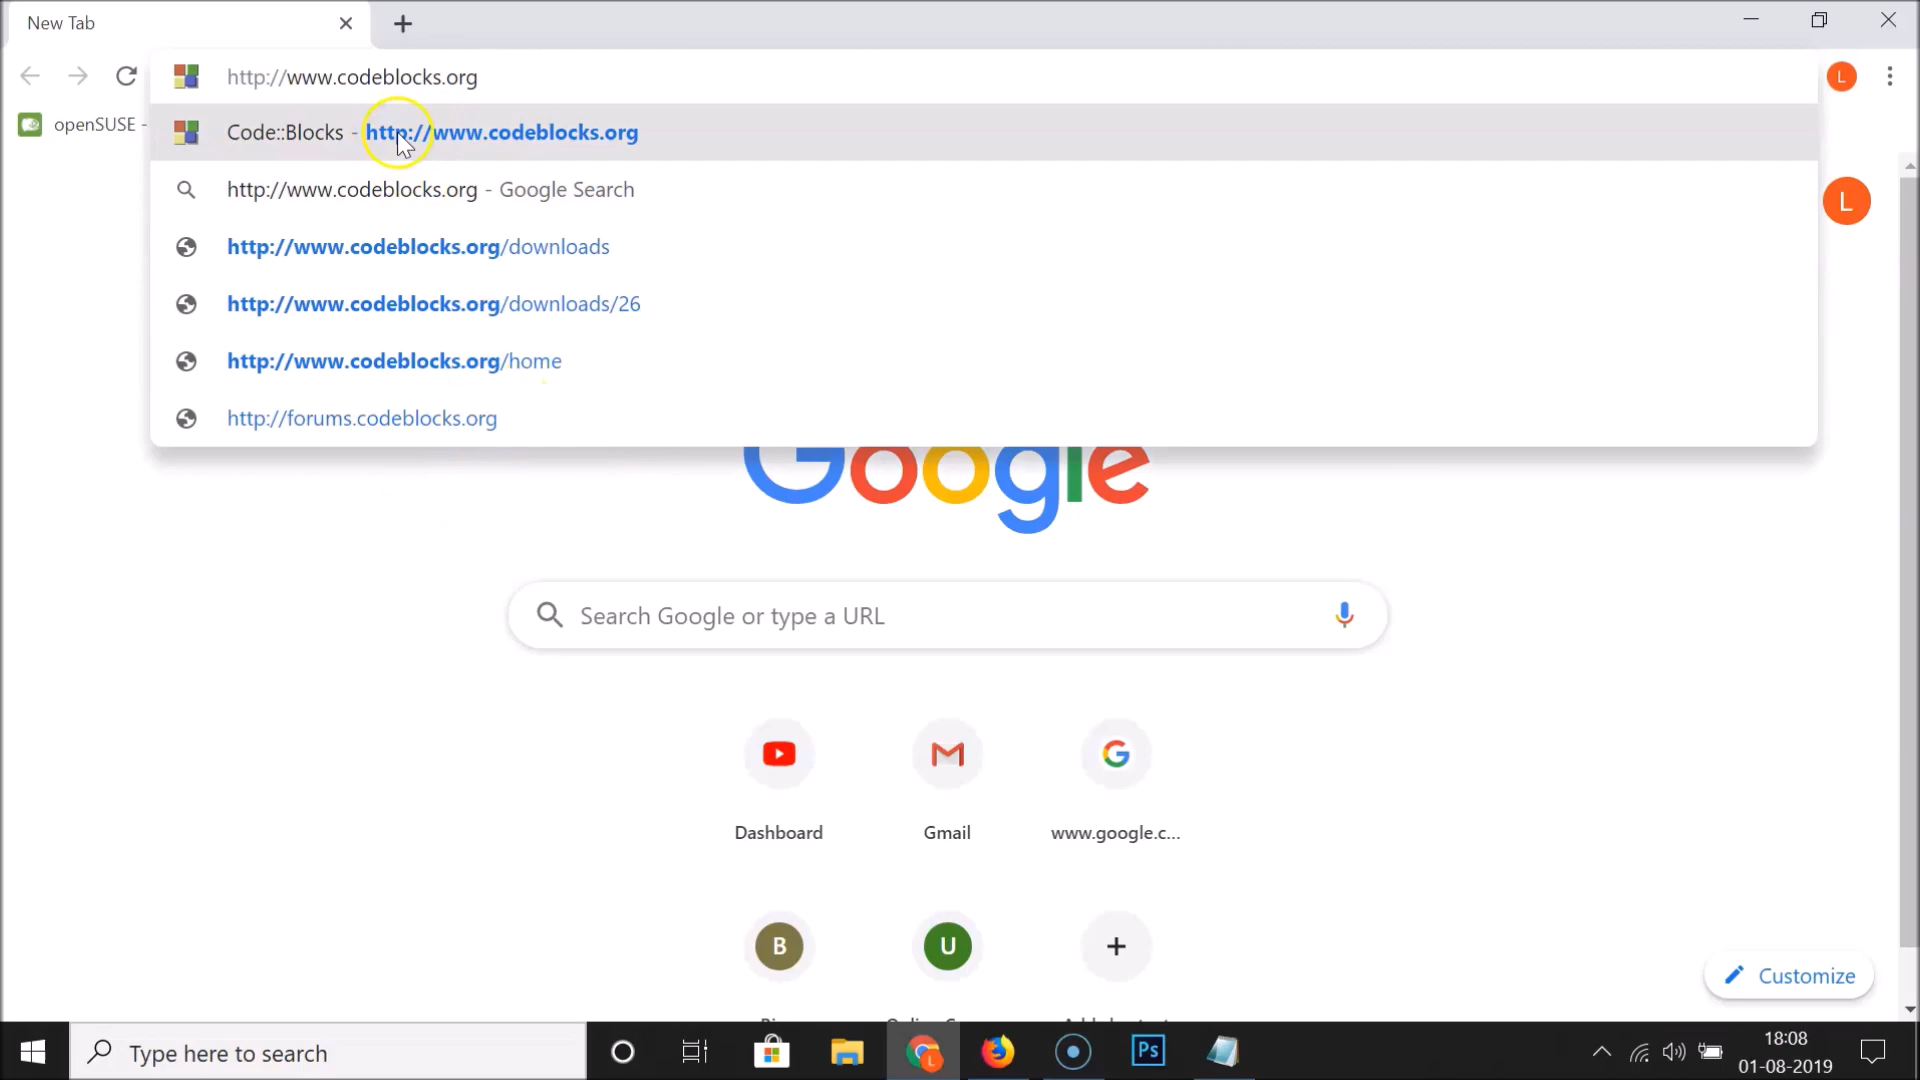 New Tab
http://www.codeblocks.org
L
openSUSE -
Code::Blocks - http://www.codeblocks.org
http://www.codeblocks.org - Google Search
L
http://www.codeblocks.org/downloads
http://www.codeblocks.org/downloads/26
http://www.codeblocks.org/home
http://forums.codeblocks.org
Google
Search Google or type a URL
Dashboard
Gmail
www.google.c...
B
U
Customize
Type here to search
L
Ps
18:08
01-08-2019